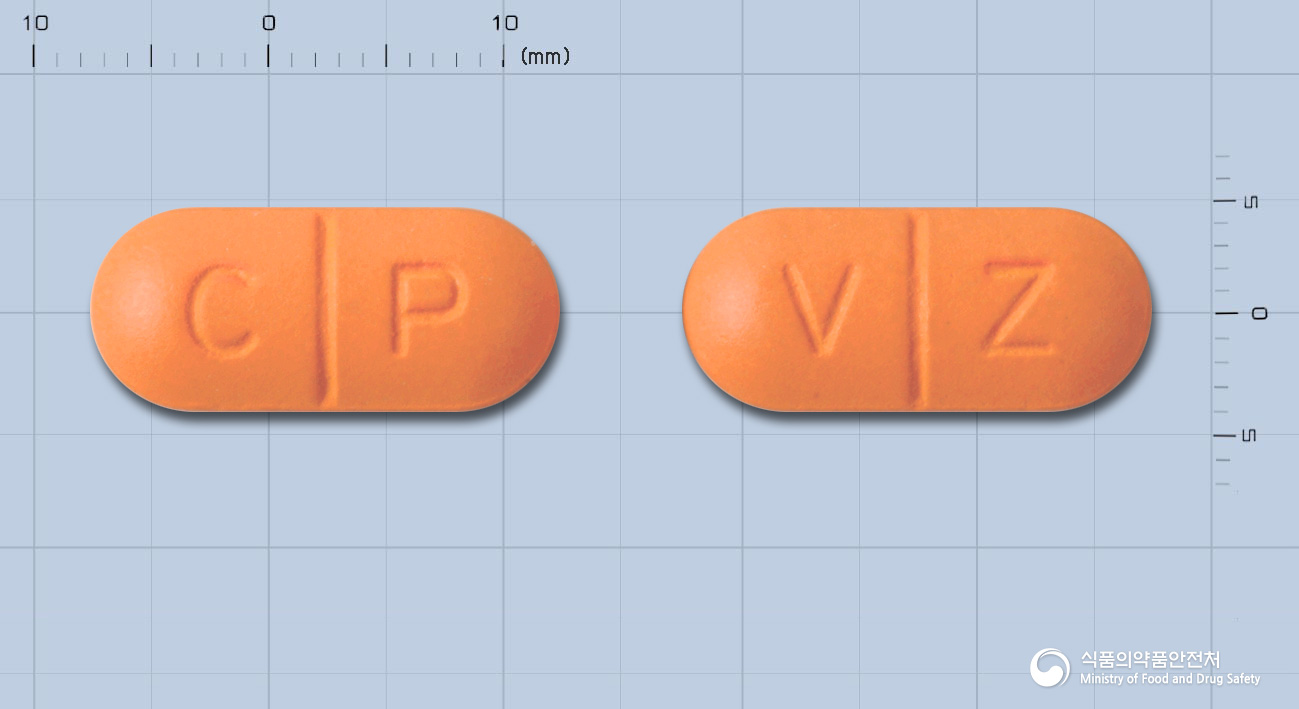 10 0 10
(mm)
C P
V Z
5
0
5
식품의약품안전처
Ministry of Food and Drug Safety